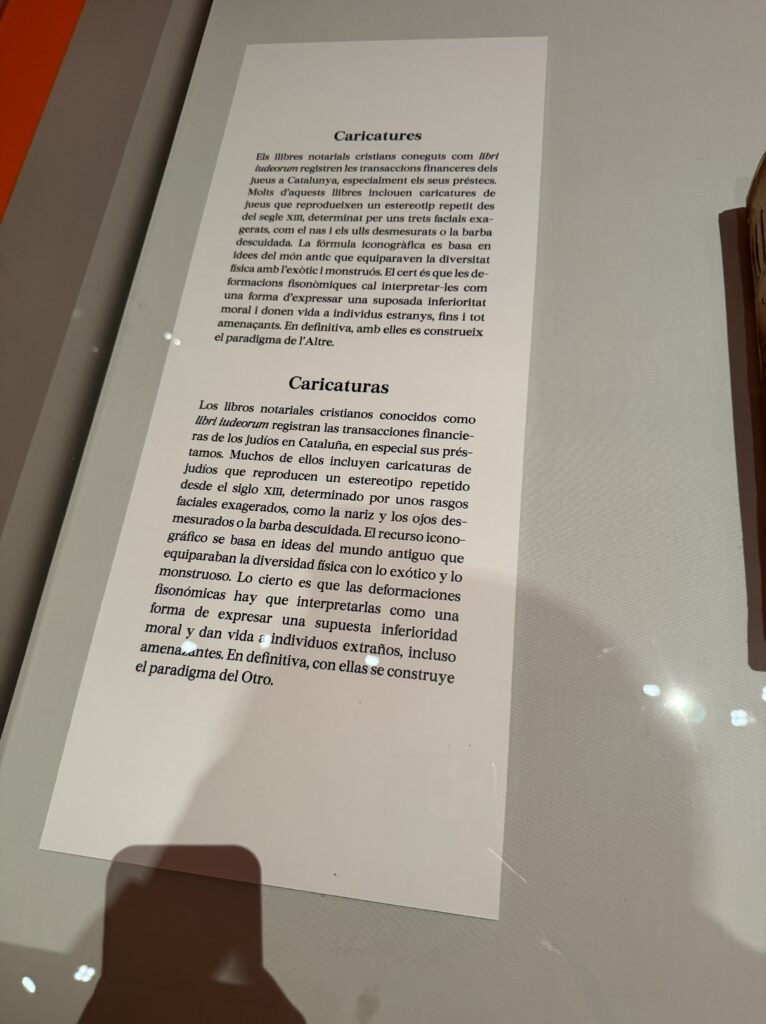 Caricatures
Els llibres notarials cristians coneguts com libri
iudeorum registren les transaccions financeres dels
jueus a Catalunya, especialment els seus préstecs.
Molts d'aquests llibres inclouen caricatures de
jueus que reprodueixen un estereotip repetit des
del segle XIII, determinat per uns trets facials exa-
gerats, com el nas i els ulls desmesurats o la barba
descuidada. La fórmula iconogràfica es basa en
idees del món antic que equiparaven la diversitat
física amb l'exòtic i monstruós. El cert és que les de-
formacions fisonòmiques cal interpretar-les com
una forma d'expressar una suposada inferioritat
moral i donen vida a individus estranys, fins i tot
amenaçants. En definitiva, amb elles es construeix
el paradigma de l'Altre.
Caricaturas
Los libros notariales cristianos conocidos como
libri iudeorum registran las transacciones financie-
ras de los judíos en Cataluña, en especial sus prés-
tamos. Muchos de ellos incluyen caricaturas de
judíos que reproducen un estereotipo repetido
desde el siglo XIII, determinado por unos rasgos
faciales exagerados, como la nariz y los ojos des-
mesurados o la barba descuidada. El recurso icono-
gráfico se basa en ideas del mundo antiguo que
equiparaban la diversidad física con lo exótico y lo
monstruoso. Lo cierto es que las deformaciones
fisonómicas hay que interpretarlas como una
forma de expresar una supuesta inferioridad
moral y dan vida a individuos extraños, incluso
amenazantes. En definitiva, con ellas se construye
el paradigma del Otro.